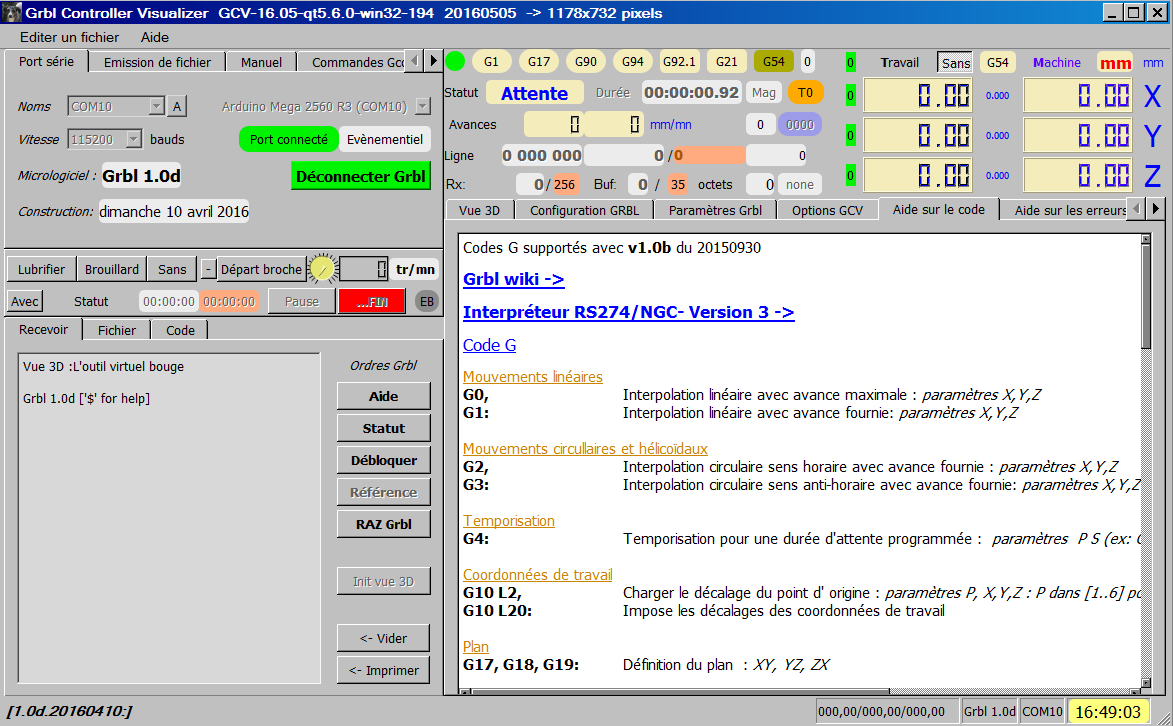 Grbl Controller Visualizer GCV-16.05-qt5.6.0-win32-194 20160505 -> 1178x732 pixels
Editer un fichier Aide
Port série Emission de fichier Manuel Commandes Gco
Noms COM10 A Arduino Mega 2560 R3 (COM10)
Vitesse 115200 bauds Port connecté Evènementiel
Micrologiciel : Grbl 1.0d Déconnecter Grbl
Construction: dimanche 10 avril 2016
Lubrifier Brouillard Sans - Départ broche 0 tr/mn
Avec Statut 00:00:00 00:00:00 Pause ...FIN EB
Recevoir Fichier Code
Vue 3D :L'outil virtuel bouge
Grbl 1.0d ['$' for help]
Ordres Grbl
Aide
Statut
Débloquer
Référence
RAZ Grbl
Init vue 3D
<- Vider
<- Imprimer
G1 G17 G90 G94 G92.1 G21 G54 0
Statut Attente Durée 00:00:00.92 Mag T0
Avances 0 0 mm/mn 0 0000
Ligne 0 000 000 0 /0 0
Rx: 0/ 256 Buf: 0 / 35 octets 0 none
0 Travail Sans G54 Machine mm mm
0 0.00 0.000 0.00 X
0 0.00 0.000 0.00 Y
0 0.00 0.000 0.00 Z
Vue 3D Configuration GRBL Paramètres Grbl Options GCV Aide sur le code Aide sur les erreurs
Codes G supportés avec v1.0b du 20150930
Grbl wiki ->
Interpréteur RS274/NGC- Version 3 ->
Code G
Mouvements linéaires
G0, Interpolation linéaire avec avance maximale : paramètres X,Y,Z
G1: Interpolation linéaire avec avance fournie: paramètres X,Y,Z
Mouvements circullaires et hélicoïdaux
G2, Interpolation circulaire sens horaire avec avance fournie : paramètres X,Y,Z
G3: Interpolation circulaire sens anti-horaire avec avance fournie: paramètres X,Y,Z
Temporisation
G4: Temporisation pour une durée d'attente programmée : paramètres P S (ex:
Coordonnées de travail
G10 L2, Charger le décalage du point d' origine : paramètres P, X,Y,Z : P dans [1..6] po
G10 L20: Impose les décalages des coordonnées de travail
Plan
G17, G18, G19: Définition du plan : XY, YZ, ZX
[1.0d.20160410:] 000,00/000,00/000,00 Grbl 1.0d COM10 16:49:03